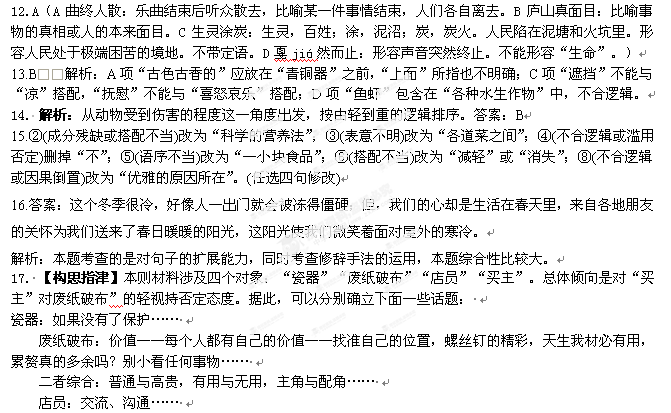 12.A（A 曲终人散：乐曲结束后听众散去，比喻某一件事情结束，人们各自离去。B 庐山真面目：比喻事
物的真相或人的本来面目。C 生灵涂炭：生灵，百姓；涂，泥沼；炭，炭火。人民陷在泥塘和火坑里。形
容人民处于极端困苦的境地。不带宾语。D 戛 jiá 然而止：形容声音突然终止。不能形容“生命”。）
13.B□□解析：A 项“古色古香的”应放在“青铜器”之前，“上而”所指也不明确；C 项“遮挡”不能与
“凉”搭配，“抚慰”不能与“喜怒哀乐”搭配；D 项“鱼虾”包含在“各种水生作物”中，不合逻辑。
14. 解析：从动物受到伤害的程度这一角度出发，按由轻到重的逻辑排序。答案：B
15.②(成分残缺或搭配不当)改为“科学的营养法”，③(表意不明)改为“各道菜之间”；④(不合逻辑或滥用
否定)删掉“不”；⑤(语序不当)改为“一小块食品”；⑥(搭配不当)改为“减轻”或“消失”；⑧(不合逻辑
或因果倒置)改为“优雅的原因所在”。(任选四句修改)
16.答案：这个冬季很冷，好像人一出门就会被冻得僵硬。但，我们的心却是生活在春天里，来自各地朋友
的关怀为我们送来了春日暖暖的阳光，这阳光使我们微笑着面对屋外的寒冷。
解析：本题考查的是对句子的扩展能力，同时考查修辞手法的运用，本题综合性比较大。
17.【构思指津】本则材料涉及四个对象：“瓷器”“废纸破布”“店员”“买主”。总体倾向是对“买
主”对废纸破布”的轻视持否定态度。据此，可以分别确立下面一些话题：
瓷器：如果没有了保护……
废纸破布：价值——每个人都有自己的价值——找准自己的位置，螺丝钉的精彩，天生我材必有用，
累赘真的多余吗？别小看任何事物……
二者综合：普通与高贵，有用与无用，主角与配角……
店员：交流、沟通……